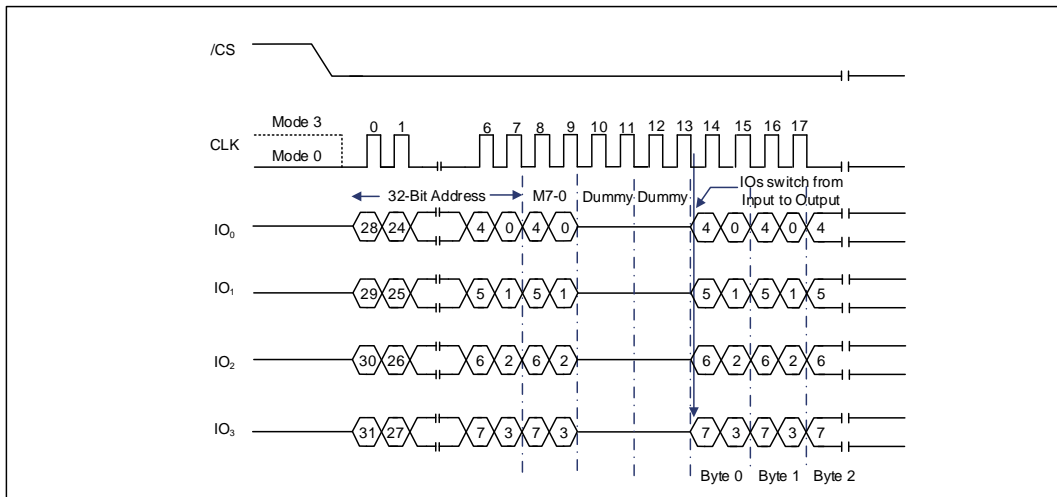 /CS
Mode 3
0 1 6 7 8 9 10 11 12 13 14 15 16 17
CLK
Mode 0
32-Bit Address M7-0 Dummy Dummy IOs switch from
Input to Output
IO₀ 28 24 4 0 4 0 4 0 4 0 4
IO₁ 29 25 5 1 5 1 5 1 5 1 5
IO₂ 30 26 6 2 6 2 6 2 6 2 6
IO₃ 31 27 7 3 7 3 7 3 7 3 7
Byte 0 Byte 1 Byte 2